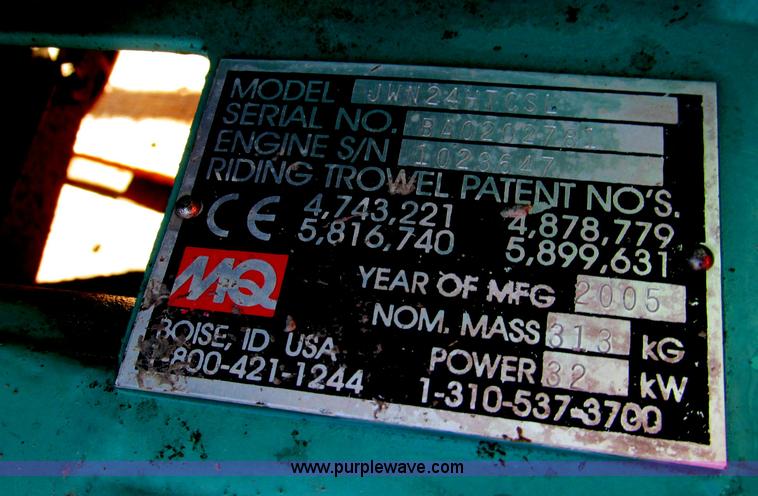 MODEL JWN24HTCSL
SERIAL NO. BA0202781
ENGINE S/N 1023647
RIDING TROWEL PATENT NO'S.
CE 4,743,221 4,878,779
5,816,740 5,899,631
MQ YEAR OF MFG 2005
NOM. MASS 313 KG
BOISE, ID USA POWER 32 kW
800-421-1244 1-310-537-3700
www.purplewave.com